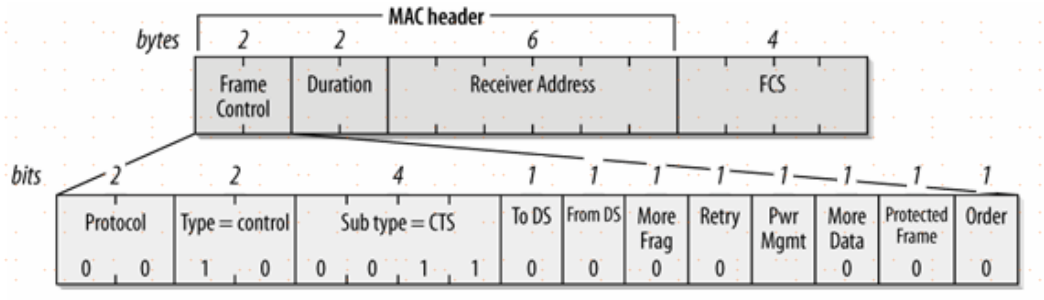 MAC header
bytes 2 2 6 4
Frame Control Duration Receiver Address FCS
bits 2 2 4 1 1 1 1 1 1 1 1
Protocol Type = control Sub type = CTS To DS From DS More Frag Retry Pwr Mgmt More Data Protected Frame Order
0 0 1 0 0 0 1 1 0 0 0 0 0 0 0